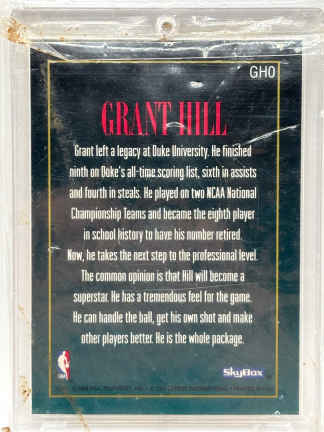 GH0
GRANT HILL
Grant left a legacy at Duke University. He finished
ninth on Duke's all-time scoring list, sixth in assists
and fourth in steals. He played on two NCAA National
Championship Teams and became the eighth player
in school history to have his number retired.
Now, he takes the next step to the professional level.
The common opinion is that Hill will become a
superstar. He has a tremendous feel for the game.
He can handle the ball, get his own shot and make
other players better. He is the whole package.
SkyBox